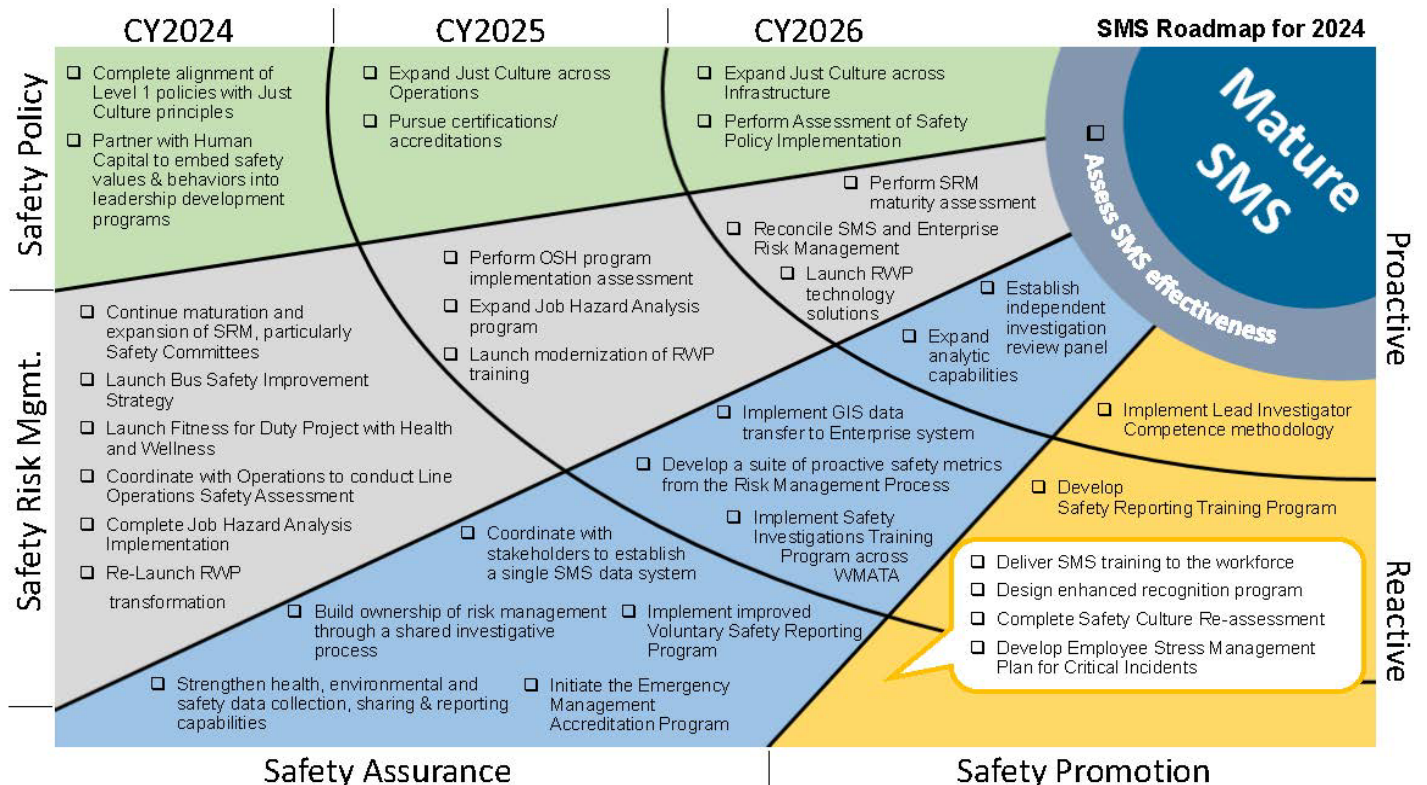 CY2024
CY2025
CY2026
SMS Roadmap for 2024
Safety Policy
Complete alignment of
Level 1 policies with Just
Culture principles
Partner with Human
Capital to embed safety
values & behaviors into
leadership development
programs
Expand Just Culture across
Operations
Pursue certifications/
accreditations
Expand Just Culture across
Infrastructure
Perform Assessment of Safety
Policy Implementation
Mature
SMS
Assess SMS effectiveness
Proactive
Reactive
Safety Risk Mgmt.
Continue maturation and
expansion of SRM, particularly
Safety Committees
Launch Bus Safety Improvement
Strategy
Launch Fitness for Duty Project with Health
and Wellness
Coordinate with Operations to conduct Line
Operations Safety Assessment
Complete Job Hazard Analysis
Implementation
Re-Launch RWP
transformation
Perform OSH program
implementation assessment
Expand Job Hazard Analysis
program
Launch modernization of RWP
training
Perform SRM
maturity assessment
Reconcile SMS and Enterprise
Risk Management
Launch RWP
technology
solutions
Establish
independent
investigation
review panel
Expand
analytic
capabilities
Implement GIS data
transfer to Enterprise system
Develop a suite of proactive safety metrics
from the Risk Management Process
Implement Safety
Investigations Training
Program across
WMATA
Coordinate with
stakeholders to establish
a single SMS data system
Build ownership of risk management
through a shared investigative
process
Implement improved
Voluntary Safety Reporting
Program
Strengthen health, environmental and
safety data collection, sharing & reporting
capabilities
Initiate the Emergency
Management
Accreditation Program
Implement Lead Investigator
Competence methodology
Develop
Safety Reporting Training Program
Deliver SMS training to the workforce
Design enhanced recognition program
Complete Safety Culture Re-assessment
Develop Employee Stress Management
Plan for Critical Incidents
Safety Assurance
Safety Promotion